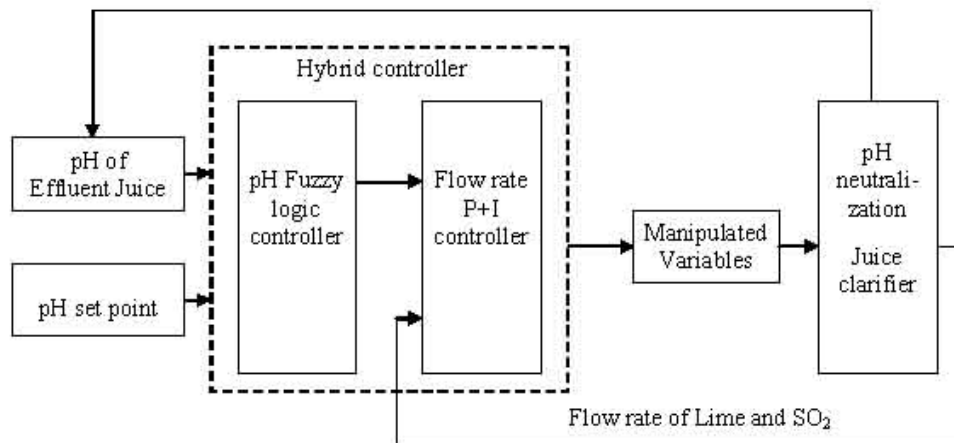 Hybrid controller
pH of
Effluent Juice
pH set point
pH Fuzzy
logic
controller
Flow rate
P+I
controller
Manipulated
Variables
pH
neutrali-
zation
Juice
clarifier
Flow rate of Lime and SO₂